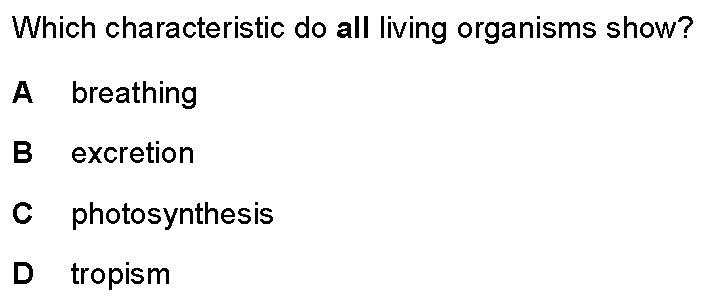 Which characteristic do all living organisms show?
A breathing
B excretion
C photosynthesis
D tropism